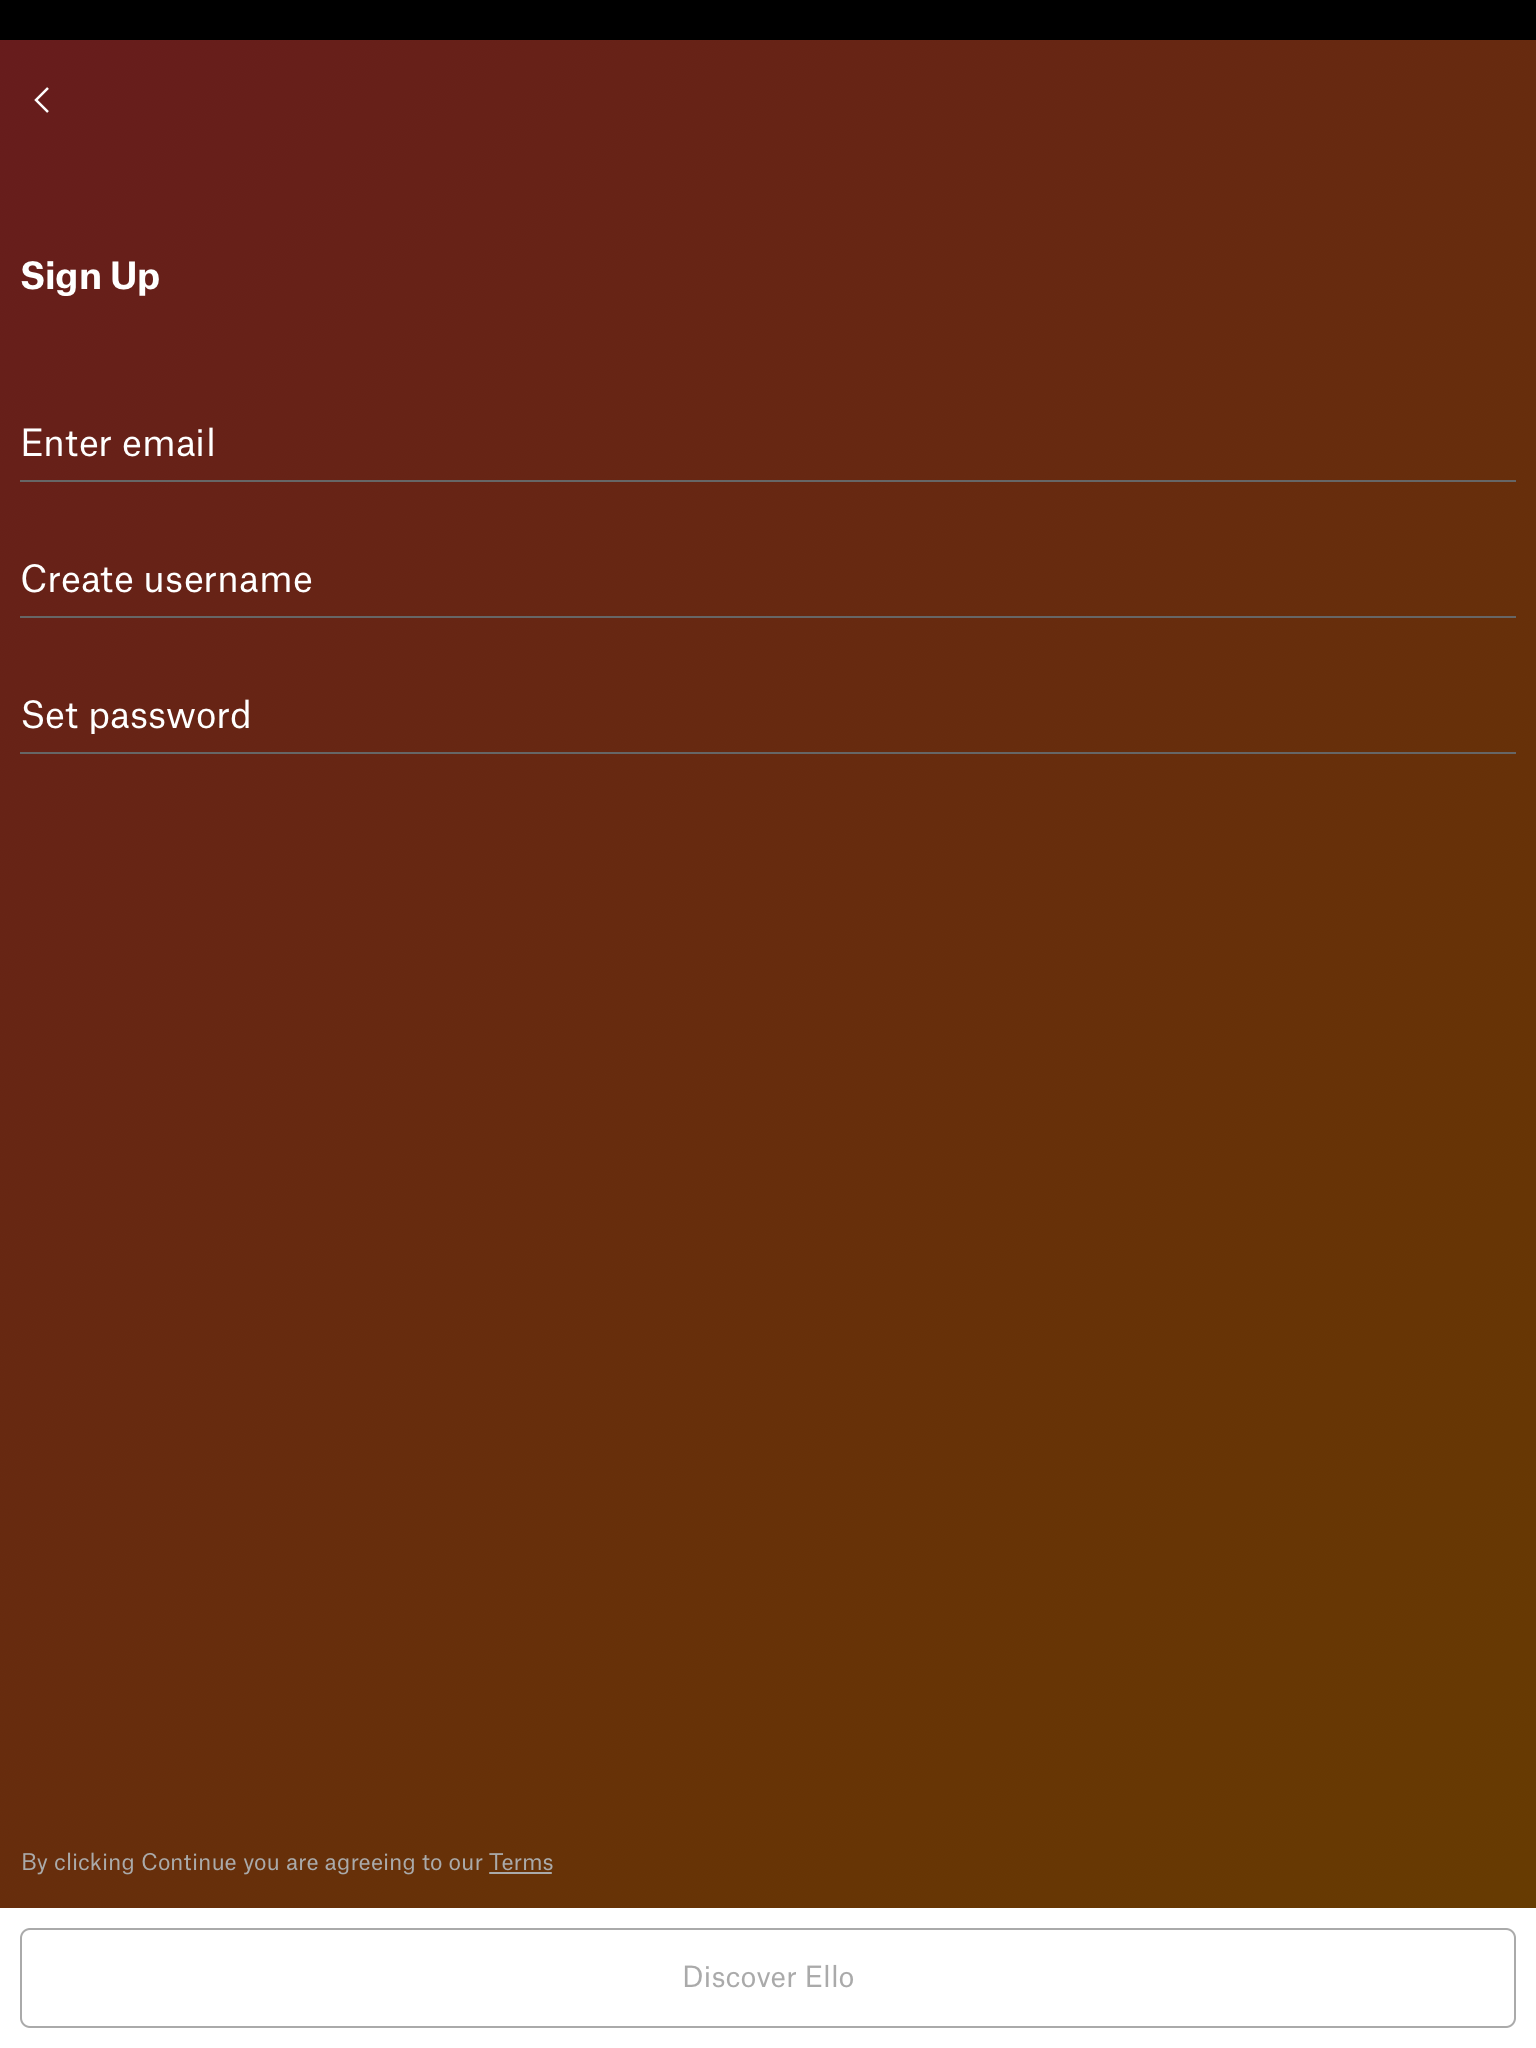 Sign Up
Enter email
Create username
Set password
By clicking Continue you are agreeing to our Terms
Discover Ello